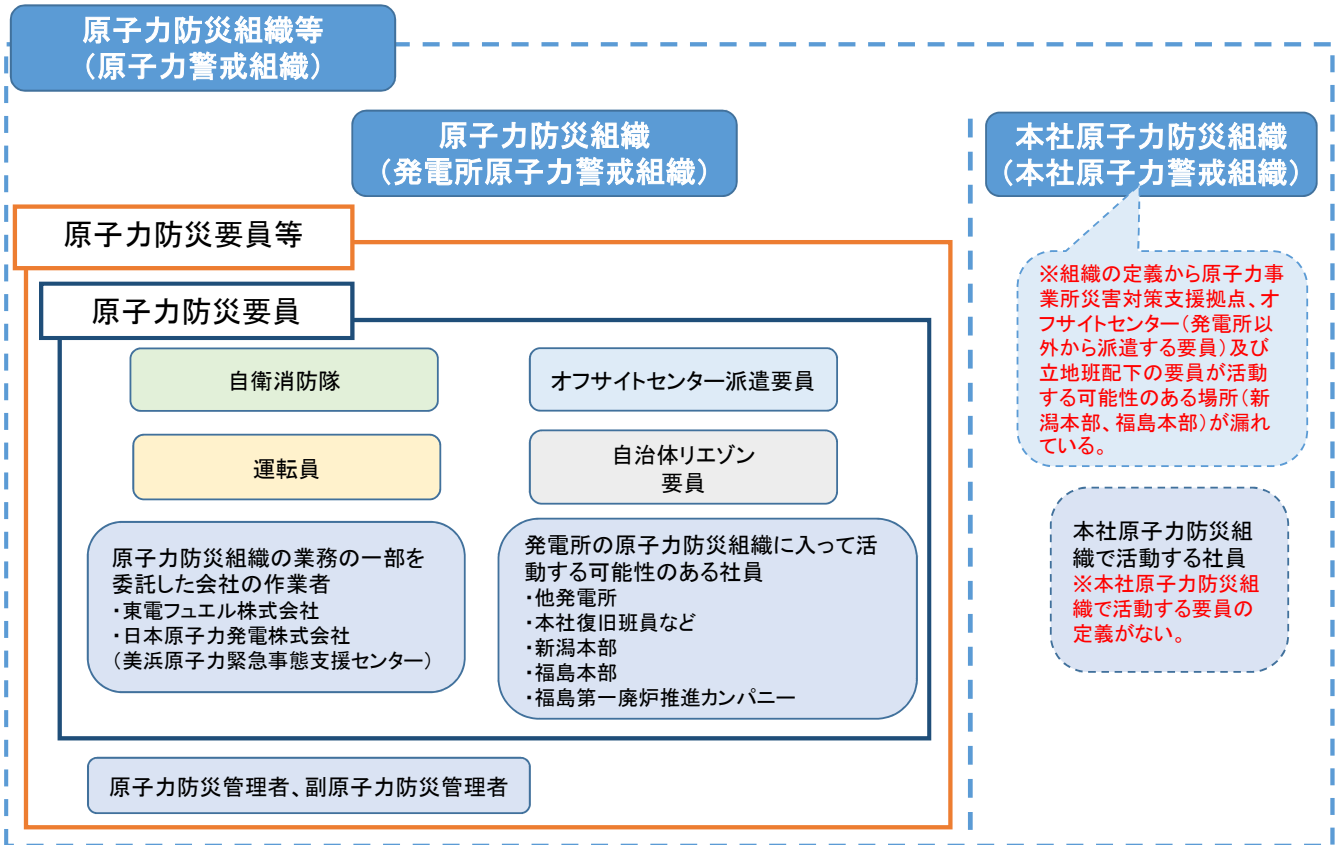 原子力防災組織等
（原子力警戒組織）
原子力防災組織
（発電所原子力警戒組織）
本社原子力防災組織
（本社原子力警戒組織）
原子力防災要員等
原子力防災要員
自衛消防隊
オフサイトセンター派遣要員
運転員
自治体リエゾン
要員
原子力防災組織の業務の一部を
委託した会社の作業者
・東電フュエル株式会社
・日本原子力発電株式会社
（美浜原子力緊急事態支援センター）
発電所の原子力防災組織に入って活
動する可能性のある社員
・他発電所
・本社復旧班員など
・新潟本部
・福島本部
・福島第一廃炉推進カンパニー
原子力防災管理者、副原子力防災管理者
※組織の定義から原子力事
業所災害対策支援拠点、オ
フサイトセンター（発電所以
外から派遣する要員）及び
立地班配下の要員が活動
する可能性のある場所（新
潟本部、福島本部）が漏れ
ている。
本社原子力防災組
織で活動する社員
※本社原子力防災組
織で活動する要員の
定義がない。